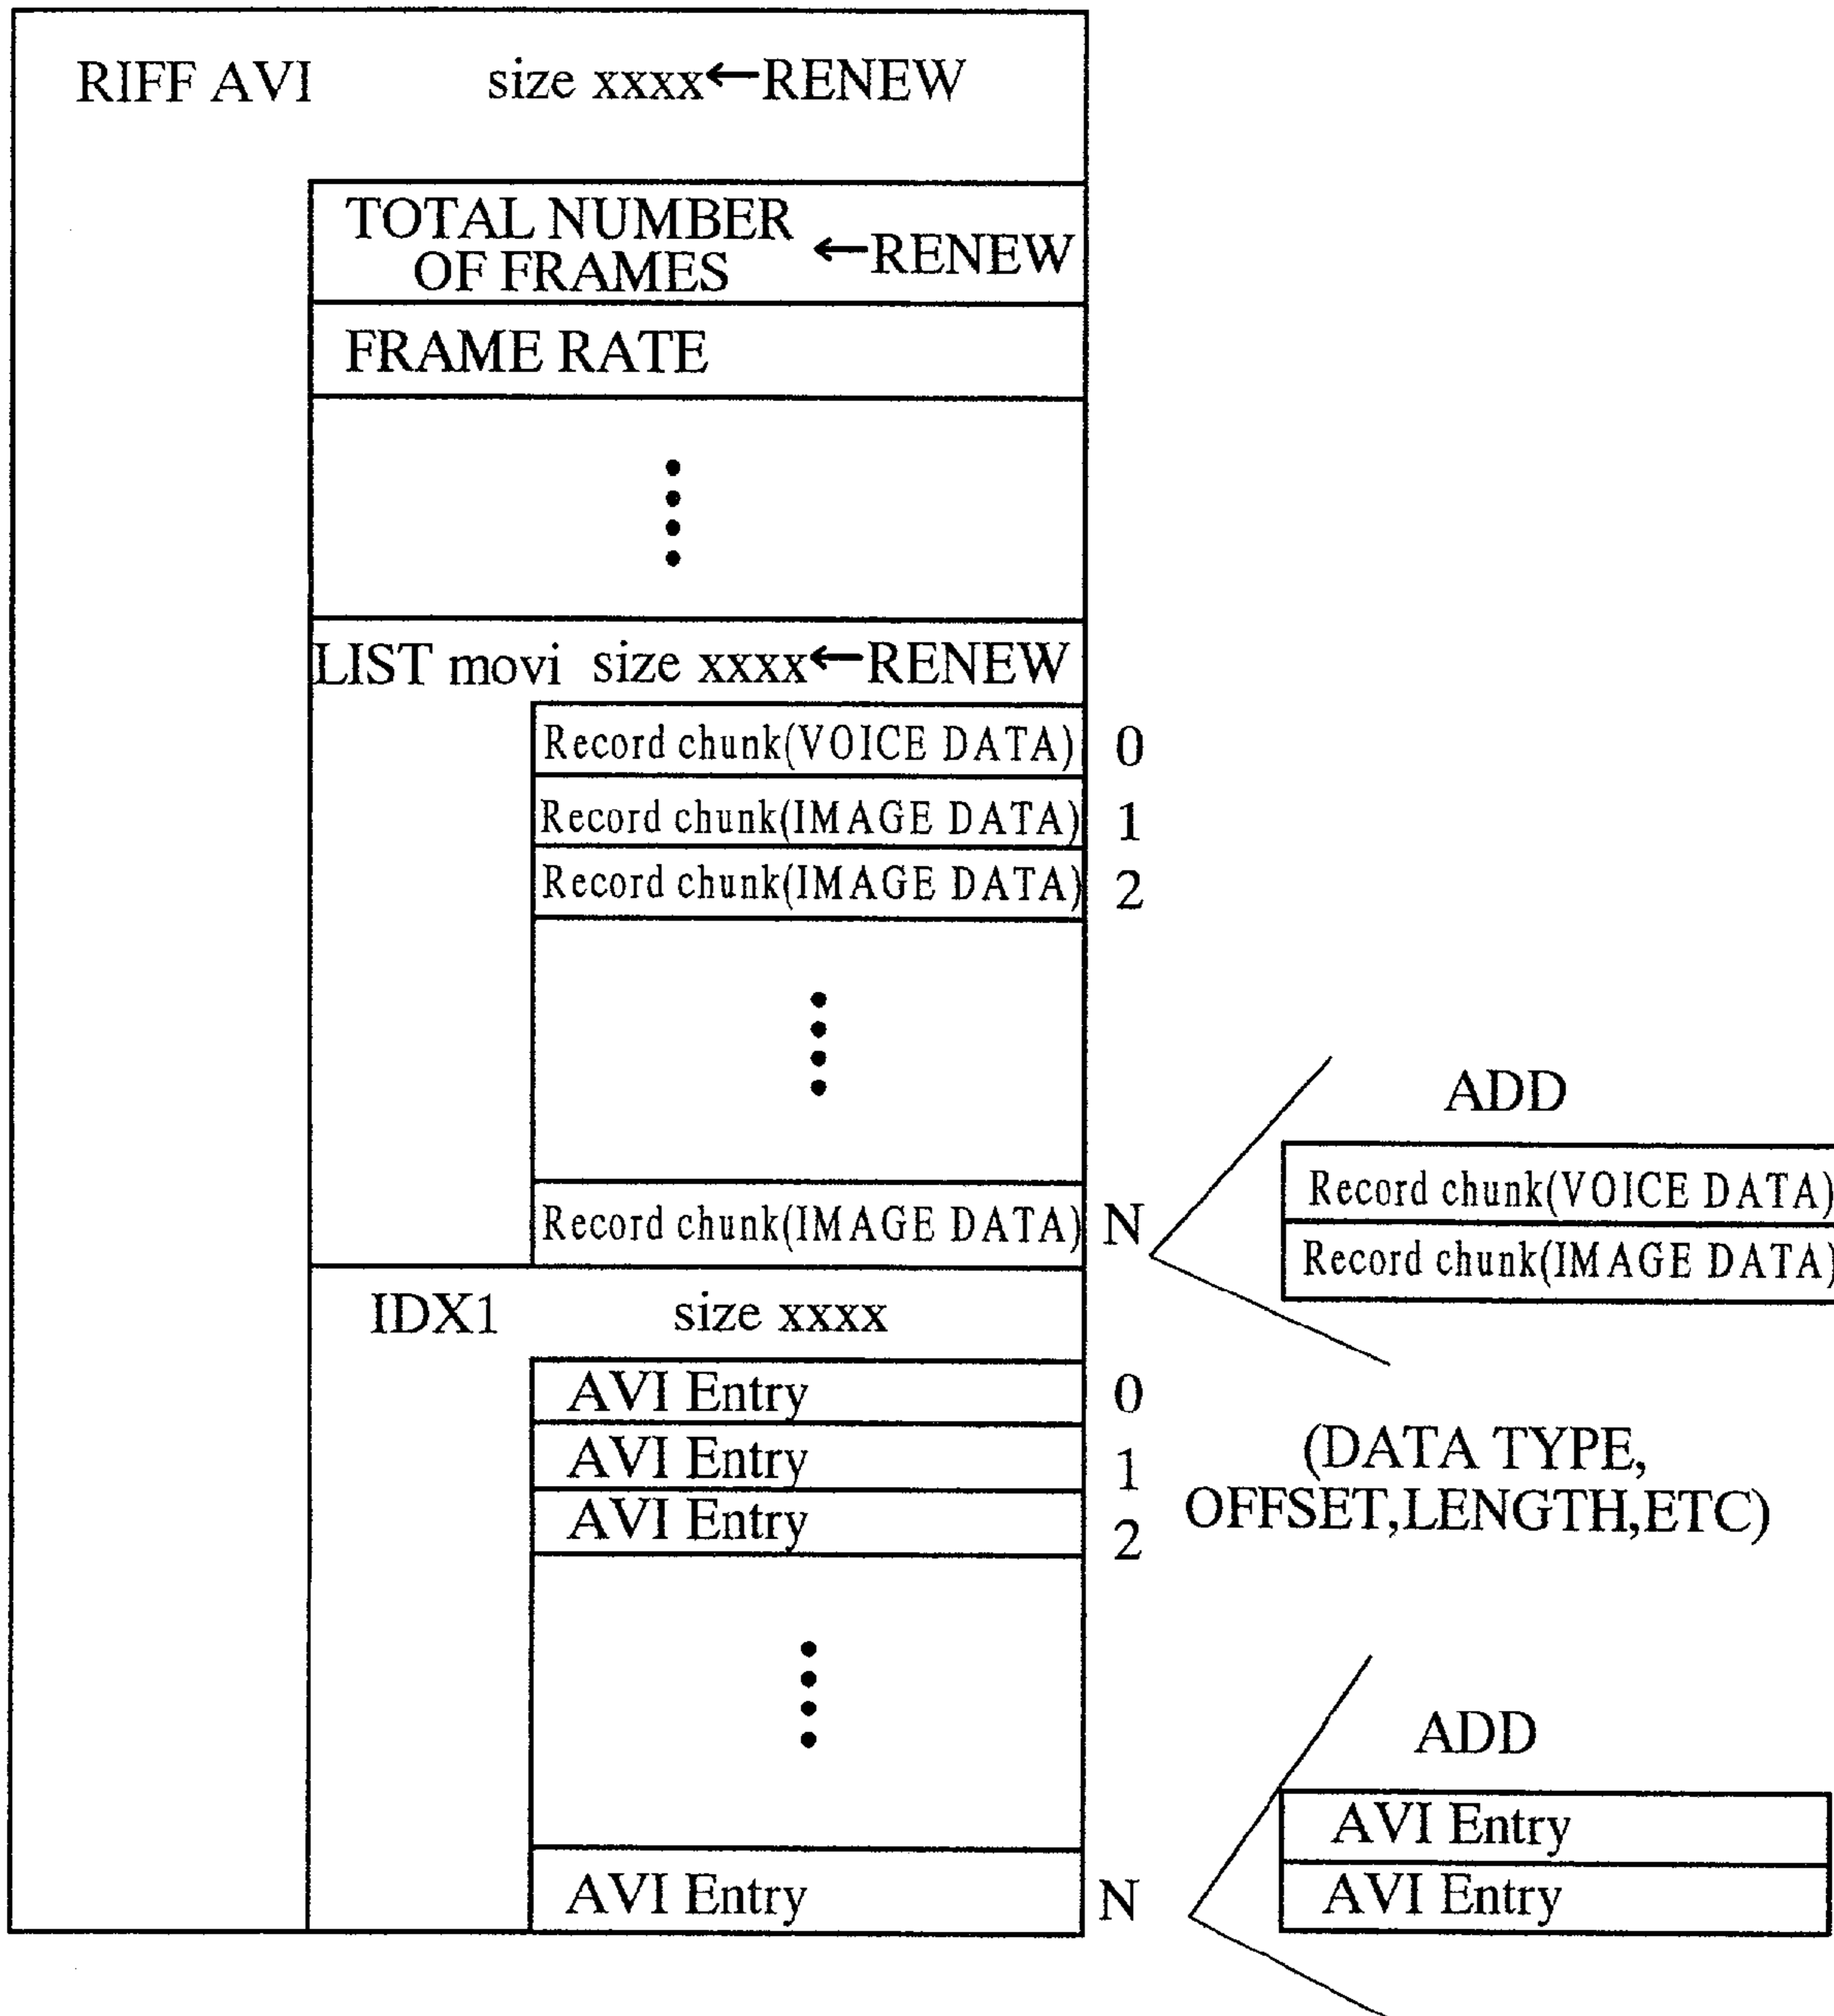 RIFF AVI size xxxx←RENEW
TOTAL NUMBER
OF FRAMES ←RENEW
FRAME RATE
LIST movi size xxxx←RENEW
Record chunk(VOICE DATA) 0
Record chunk(IMAGE DATA) 1
Record chunk(IMAGE DATA) 2
Record chunk(IMAGE DATA) N
ADD
Record chunk(VOICE DATA)
Record chunk(IMAGE DATA)
IDX1 size xxxx
AVI Entry 0
AVI Entry 1
AVI Entry 2
(DATA TYPE,
OFFSET,LENGTH,ETC)
AVI Entry N
ADD
AVI Entry
AVI Entry